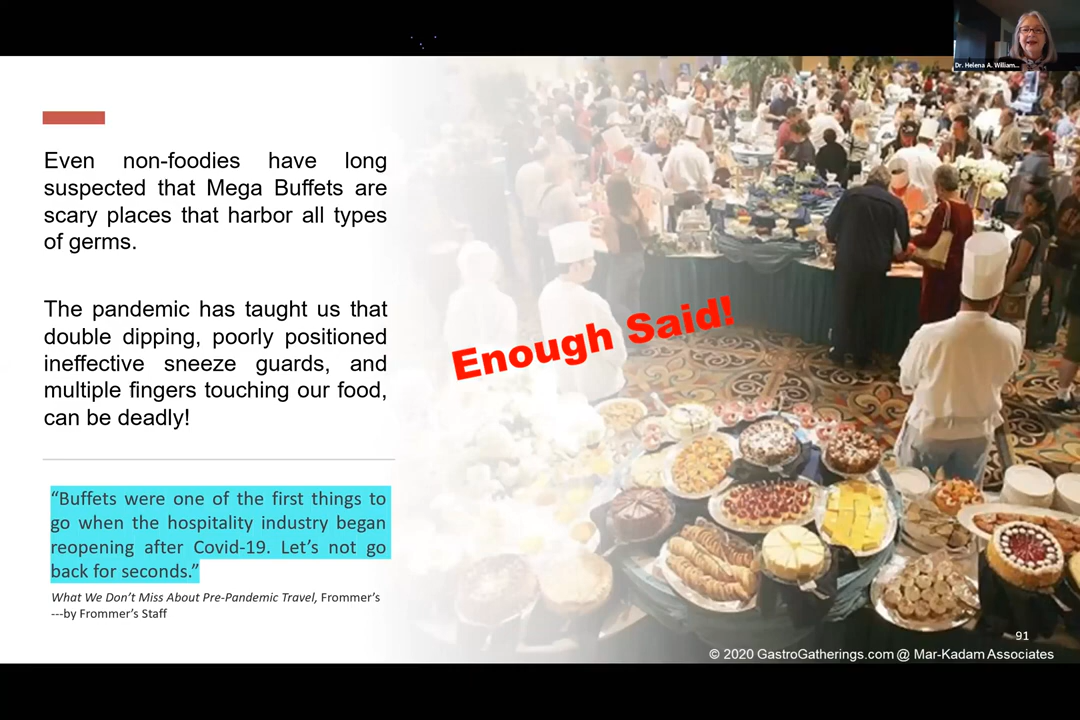 Dr. Helena A. William...
Even non-foodies have long
suspected that Mega Buffets are
scary places that harbor all types
of germs.
The pandemic has taught us that
double dipping, poorly positioned
ineffective sneeze guards, and
multiple fingers touching our food,
can be deadly!
“Buffets were one of the first things to
go when the hospitality industry began
reopening after Covid-19. Let’s not go
back for seconds.”
What We Don’t Miss About Pre-Pandemic Travel, Frommer’s
---by Frommer’s Staff
Enough Said!
91
© 2020 GastroGatherings.com @ Mar-Kadam Associates